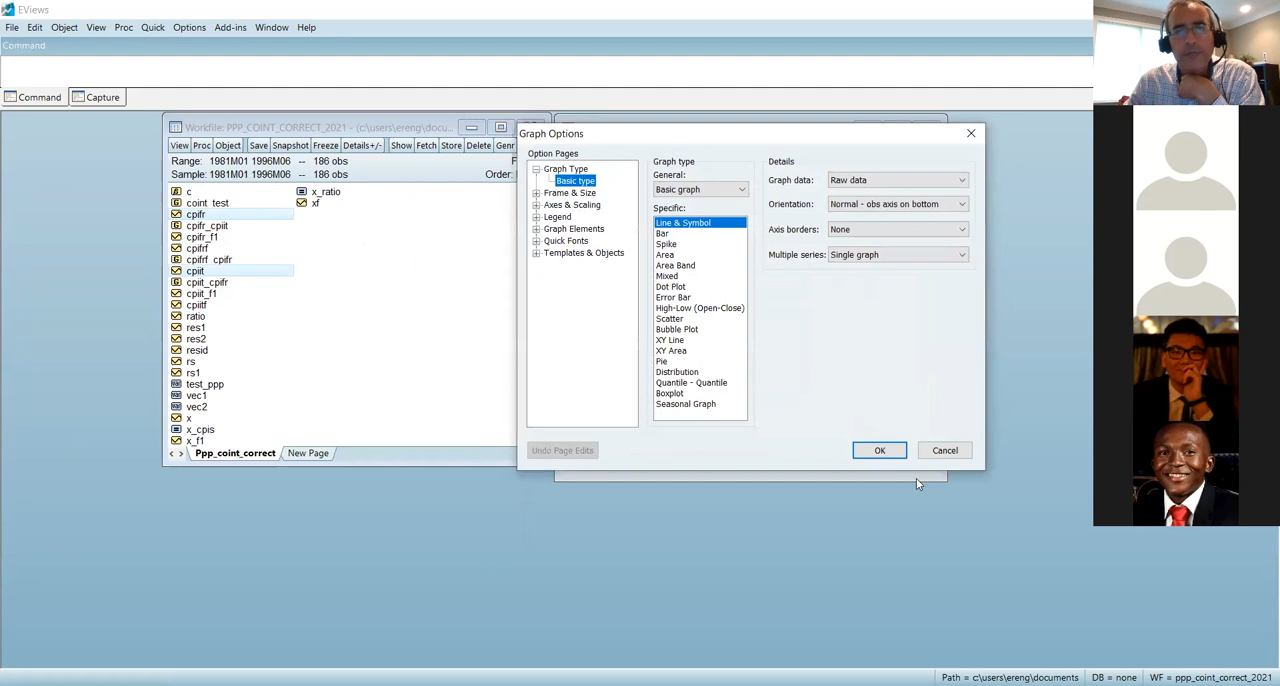 EViews
File Edit Object View Proc Quick Options Add-ins Window Help
Command
Command Capture
Workfile: PPP_COINT_CORRECT_2021 - (c:\users\ereng\docu...
View Proc Object Save Snapshot Freeze Details+/- Show Fetch Store Delete Genr
Range: 1981M01 1996M06 -- 186 obs
Sample: 1981M01 1996M06 -- 186 obs
Order:
c
coint_test
cpifr
cpifr_cpiit
cpifr_f1
cpifrf
cpifrf_cpifr
cpiit
cpiit_cpifr
cpiit_f1
cpiitf
ratio
res1
res2
resid
rs
rs1
test_ppp
vec1
vec2
x
x_cpis
x_f1
x_ratio
xf
Ppp_coint_correct New Page
Graph Options
Option Pages
Graph Type
Basic type
Frame & Size
Axes & Scaling
Legend
Graph Elements
Quick Fonts
Templates & Objects
Undo Page Edits
Graph type
General:
Basic graph
Specific:
Line & Symbol
Bar
Spike
Area
Area Band
Mixed
Dot Plot
Error Bar
High-Low (Open-Close)
Scatter
Bubble Plot
XY Line
XY Area
Pie
Distribution
Quantile - Quantile
Boxplot
Seasonal Graph
Details
Graph data: Raw data
Orientation: Normal - obs axis on bottom
Axis borders: None
Multiple series: Single graph
OK Cancel
Path = c:\users\ereng\documents DB = none WF = ppp_coint_correct_2021